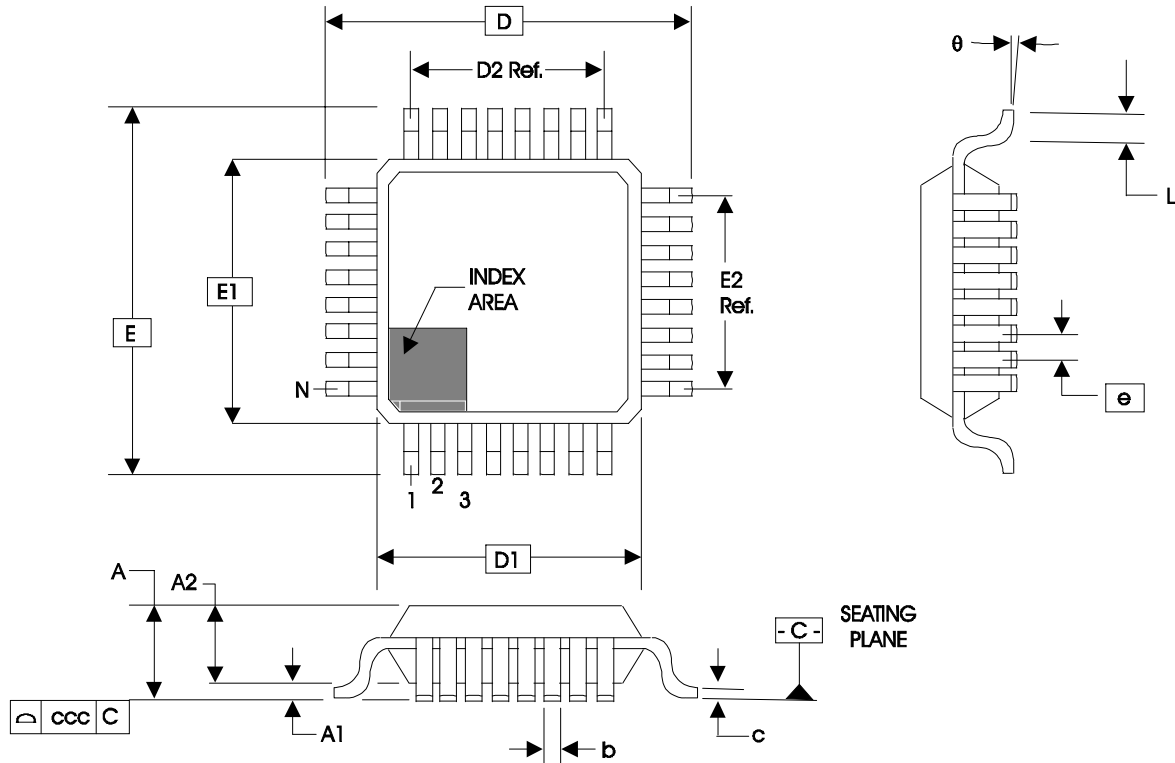 D
D2 Ref.
θ
L
E1
E
INDEX
AREA
E2
Ref.
N
e
1
2
3
D1
A
A2
- C -
SEATING
PLANE
ccc C
A1
b
c